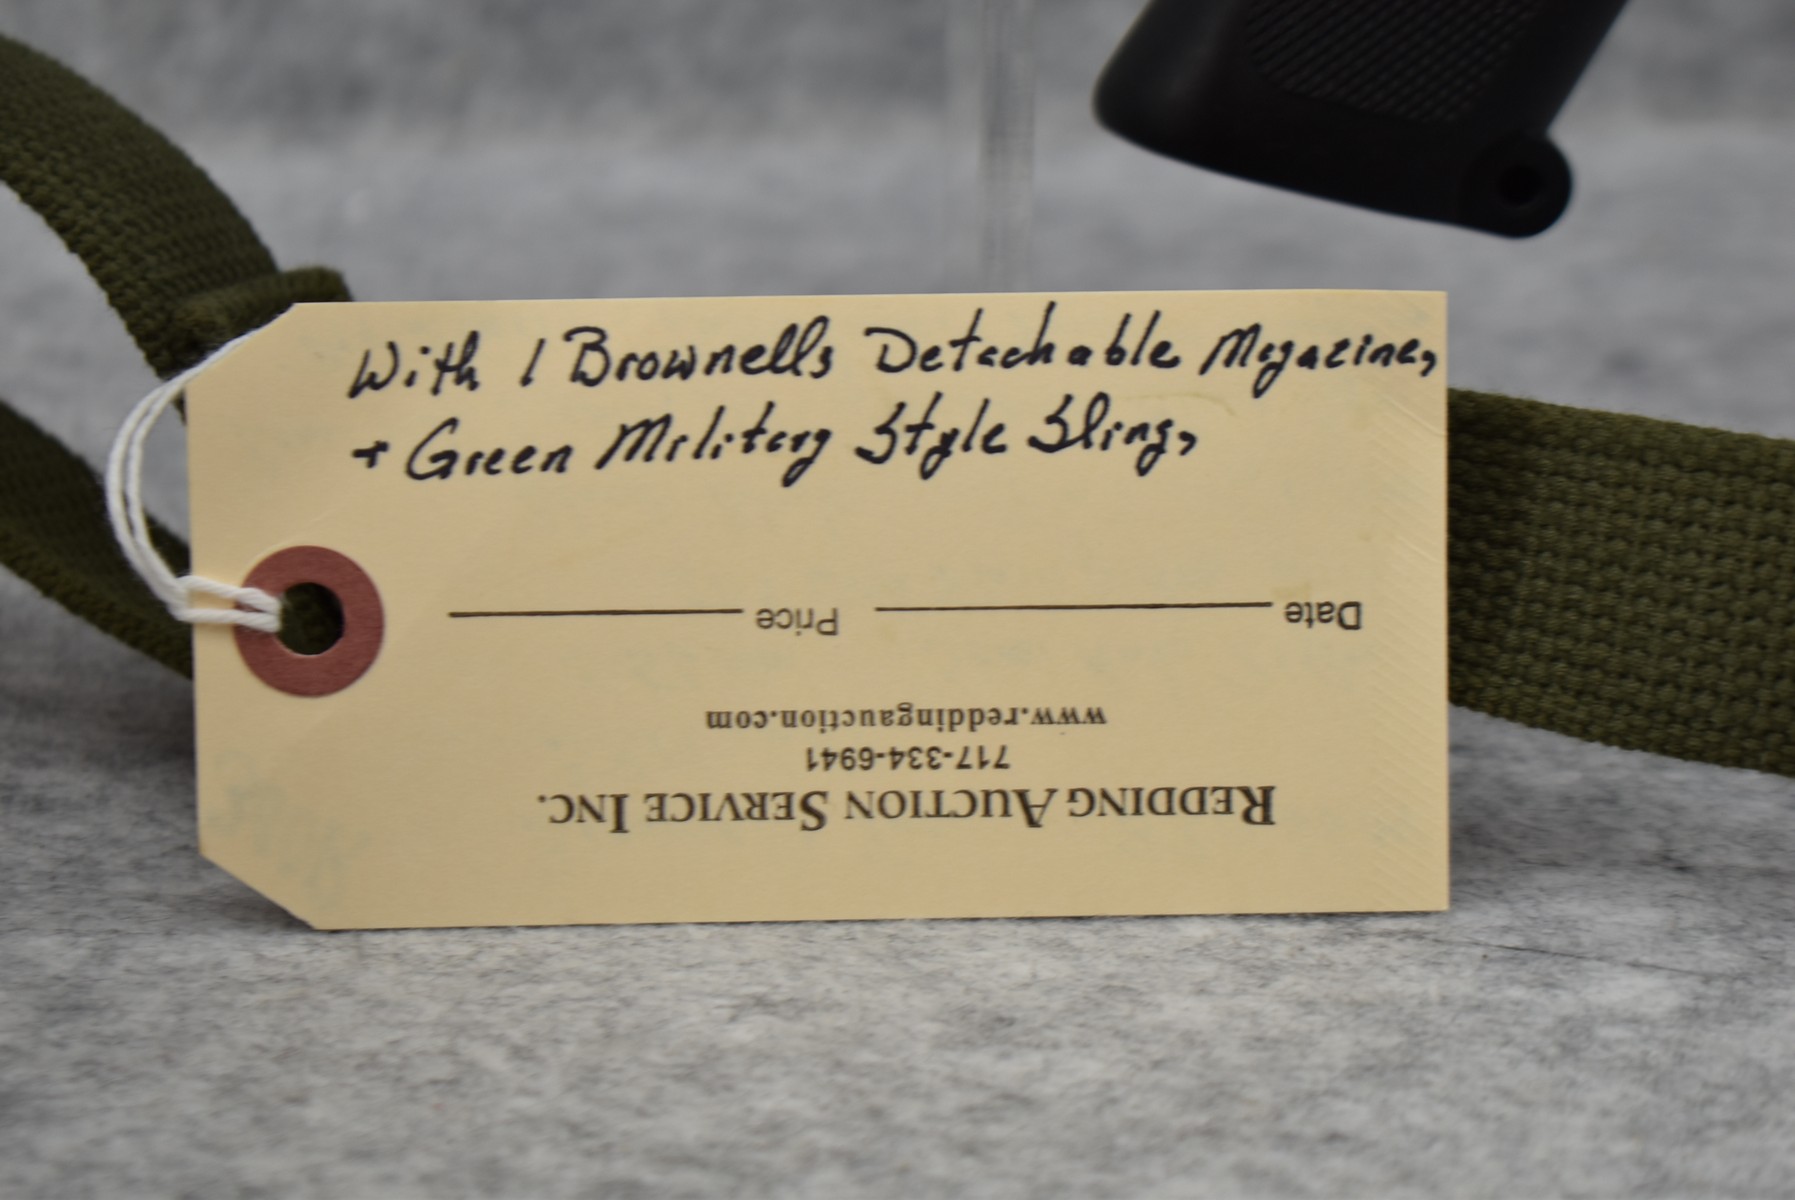 With 1 Brownells Detachable Magazine,
+ Green Military Style Sling,
Date Price
www.reddingauction.com
717-334-6941
REDDING AUCTION SERVICE INC.